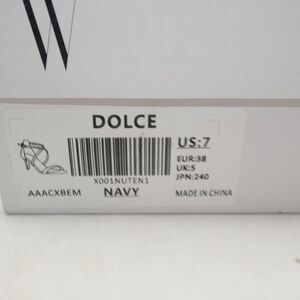 W
DOLCE
US:7
EUR:38
UK:5
JPN:240
X001NUTEN1
AAACXBEM NAVY MADE IN CHINA